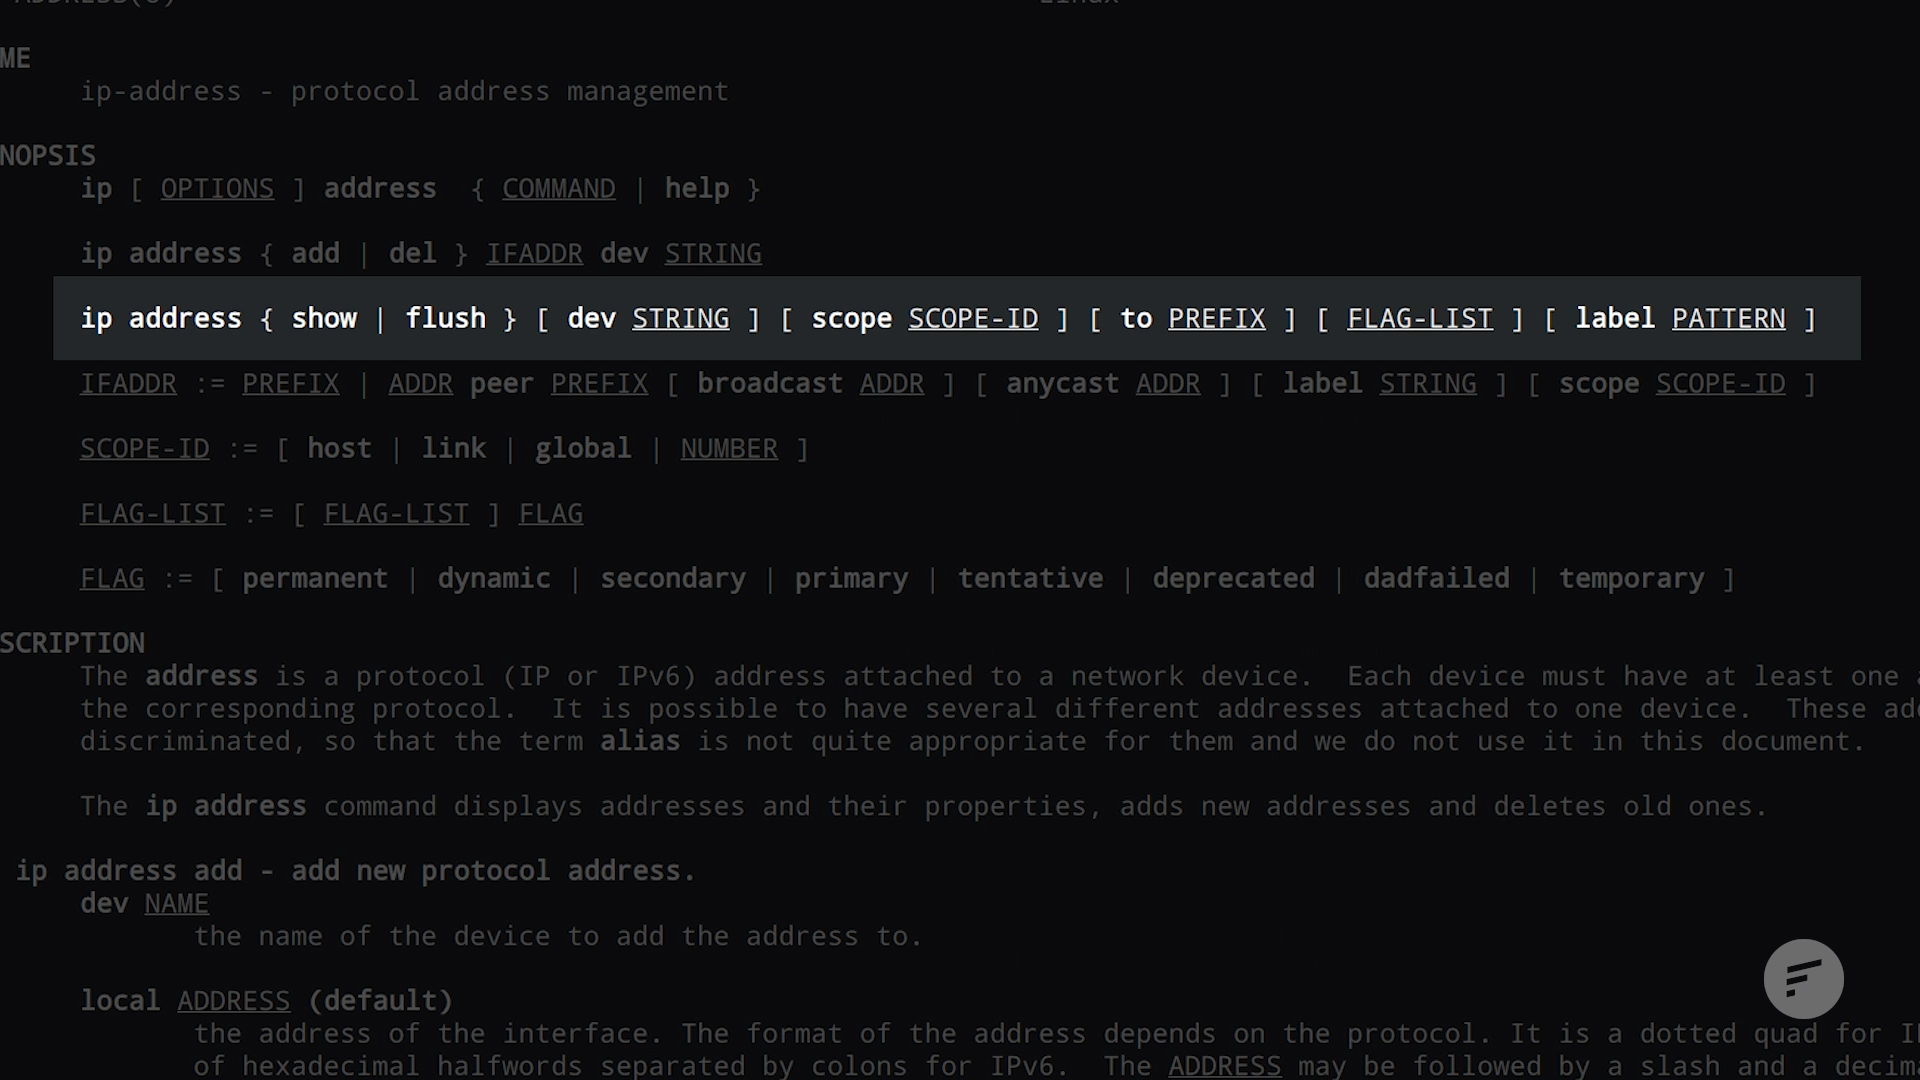 ME
ip-address - protocol address management
NOPSIS
ip [ OPTIONS ] address  { COMMAND | help }
ip address { add | del } IFADDR dev STRING
ip address { show | flush } [ dev STRING ] [ scope SCOPE-ID ] [ to PREFIX ] [ FLAG-LIST ] [ label PATTERN ]
IFADDR := PREFIX | ADDR peer PREFIX [ broadcast ADDR ] [ anycast ADDR ] [ label STRING ] [ scope SCOPE-ID ]
SCOPE-ID := [ host | link | global | NUMBER ]
FLAG-LIST := [ FLAG-LIST ] FLAG
FLAG := [ permanent | dynamic | secondary | primary | tentative | deprecated | dadfailed | temporary ]
SCRIPTION
The address is a protocol (IP or IPv6) address attached to a network device.  Each device must have at least one
the corresponding protocol.  It is possible to have several different addresses attached to one device.  These
discriminated, so that the term alias is not quite appropriate for them and we do not use it in this document.
The ip address command displays addresses and their properties, adds new addresses and deletes old ones.
ip address add - add new protocol address.
dev NAME
the name of the device to add the address to.
local ADDRESS (default)
the address of the interface. The format of the address depends on the protocol. It is a dotted quad for
of hexadecimal halfwords separated by colons for IPv6.  The ADDRESS may be followed by a slash and a